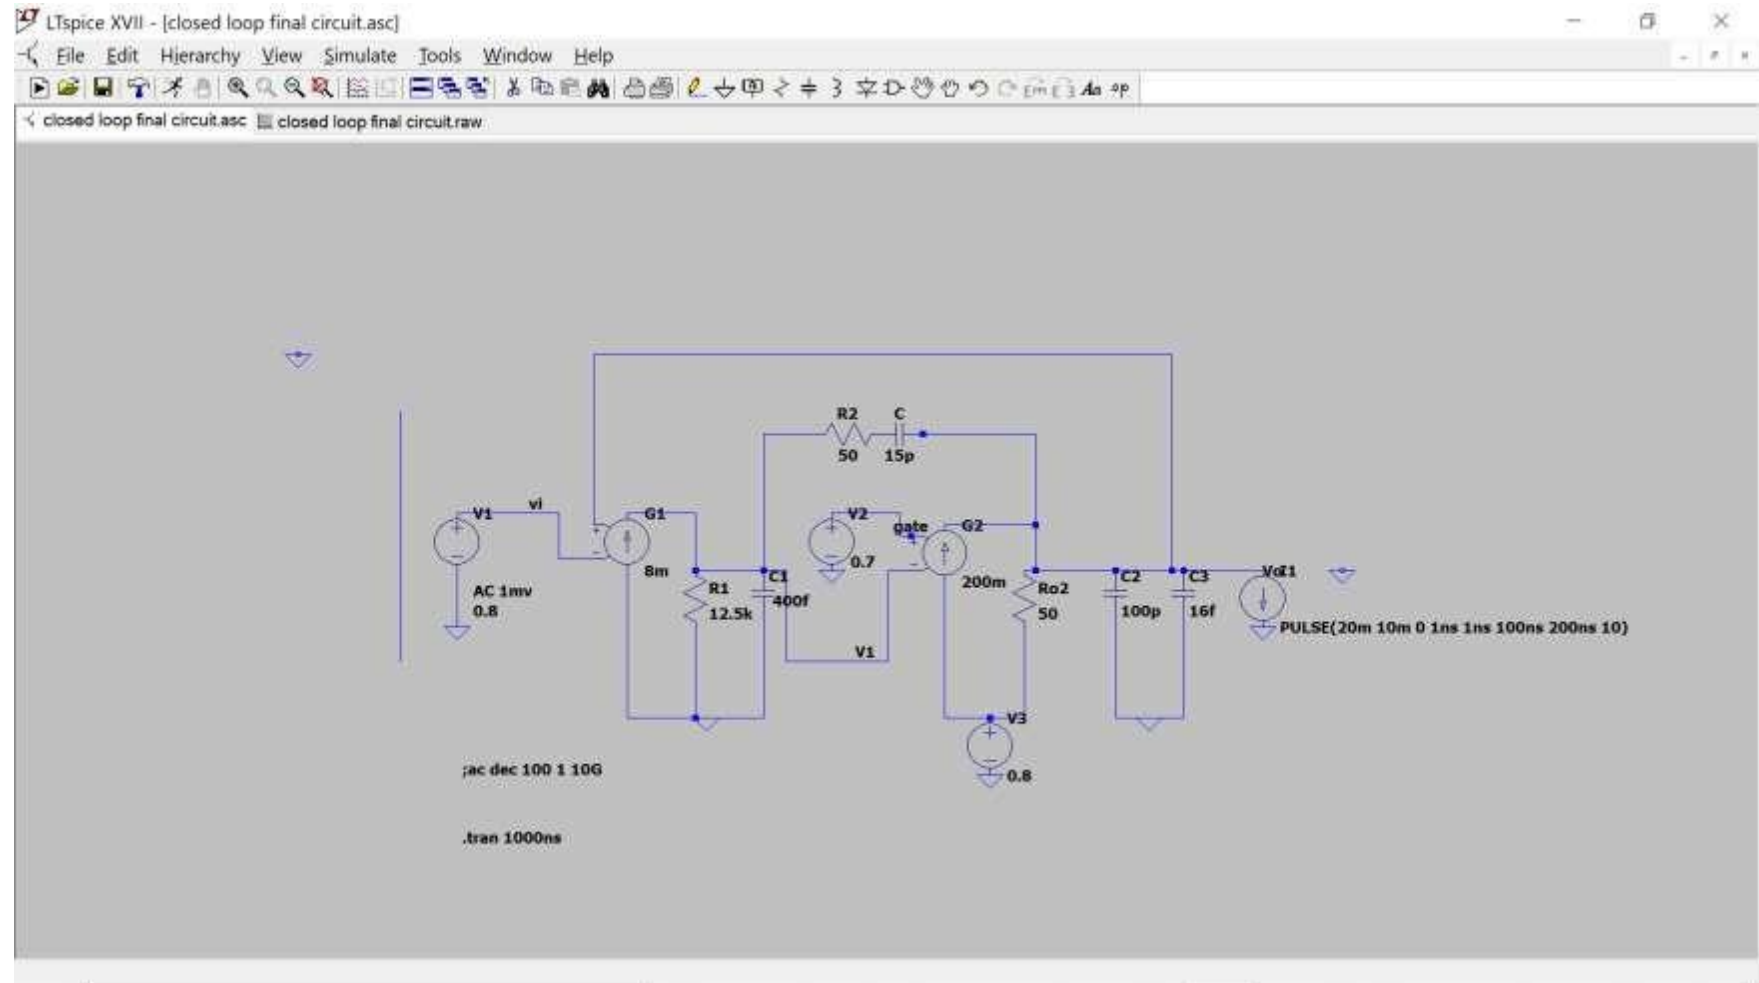 LTspice XVII - [closed loop final circuit.asc]
File Edit Hierarchy View Simulate Tools Window Help
closed loop final circuit.asc closed loop final circuit.raw
R2 C
50 15p
V1 vi G1 V2 gate G2
0.7
8m
AC 1mv
0.8
R1
12.5k
C1
400f
200m
Ro2
50
C2
100p
C3
16f
PULSE(20m 10m 0 1ns 1ns 100ns 200ns 10)
V1
V3
0.8
;ac dec 100 1 10G
.tran 1000ns